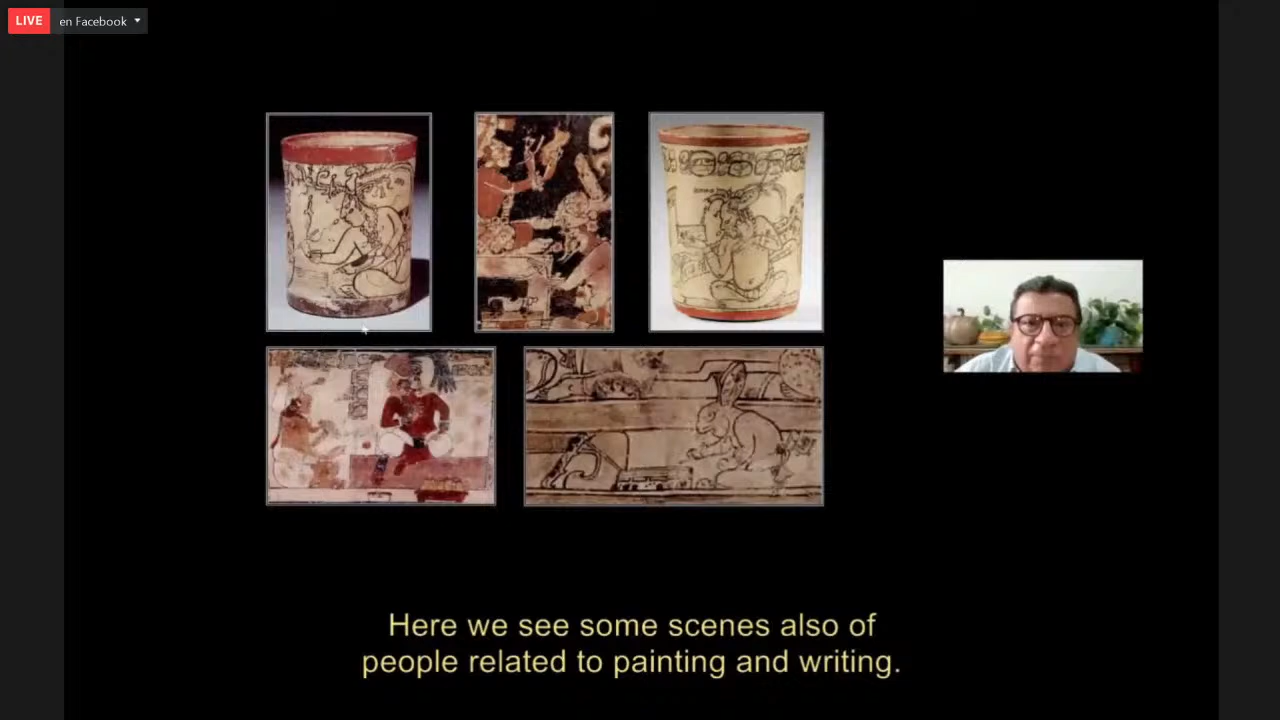 LIVE en Facebook
Here we see some scenes also of
people related to painting and writing.